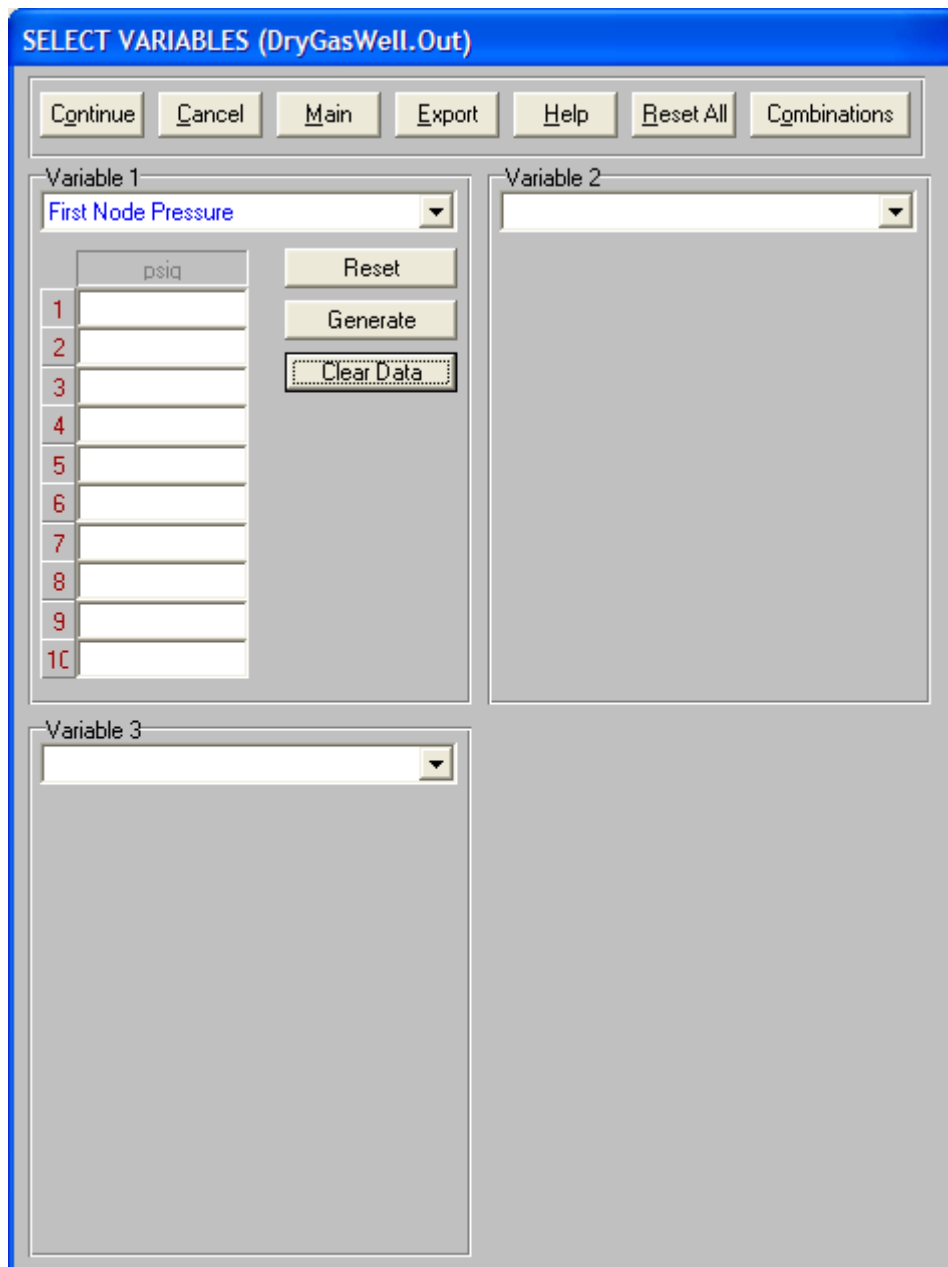 SELECT VARIABLES (DryGasWell.Out)
Continue Cancel Main Export Help Reset All Combinations
Variable 1
First Node Pressure
psig
Reset
Generate
Clear Data
1
2
3
4
5
6
7
8
9
10
Variable 2
Variable 3